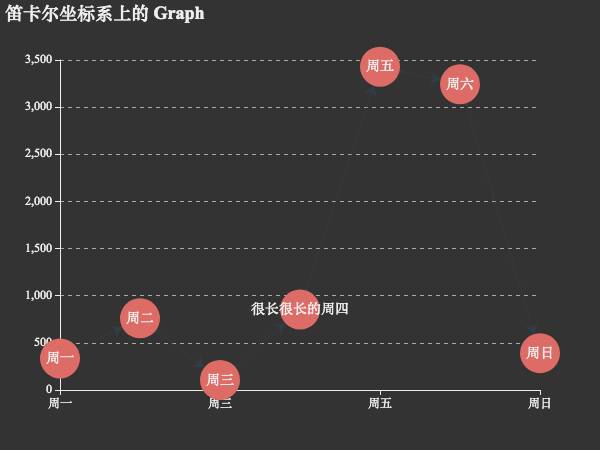 笛卡尔坐标系上的 Graph
3,500
3,000
2,500
2,000
1,500
1,000
500
0
周一
周二
周三
很长很长的周四
周五
周六
周日
周一
周三
周五
周日